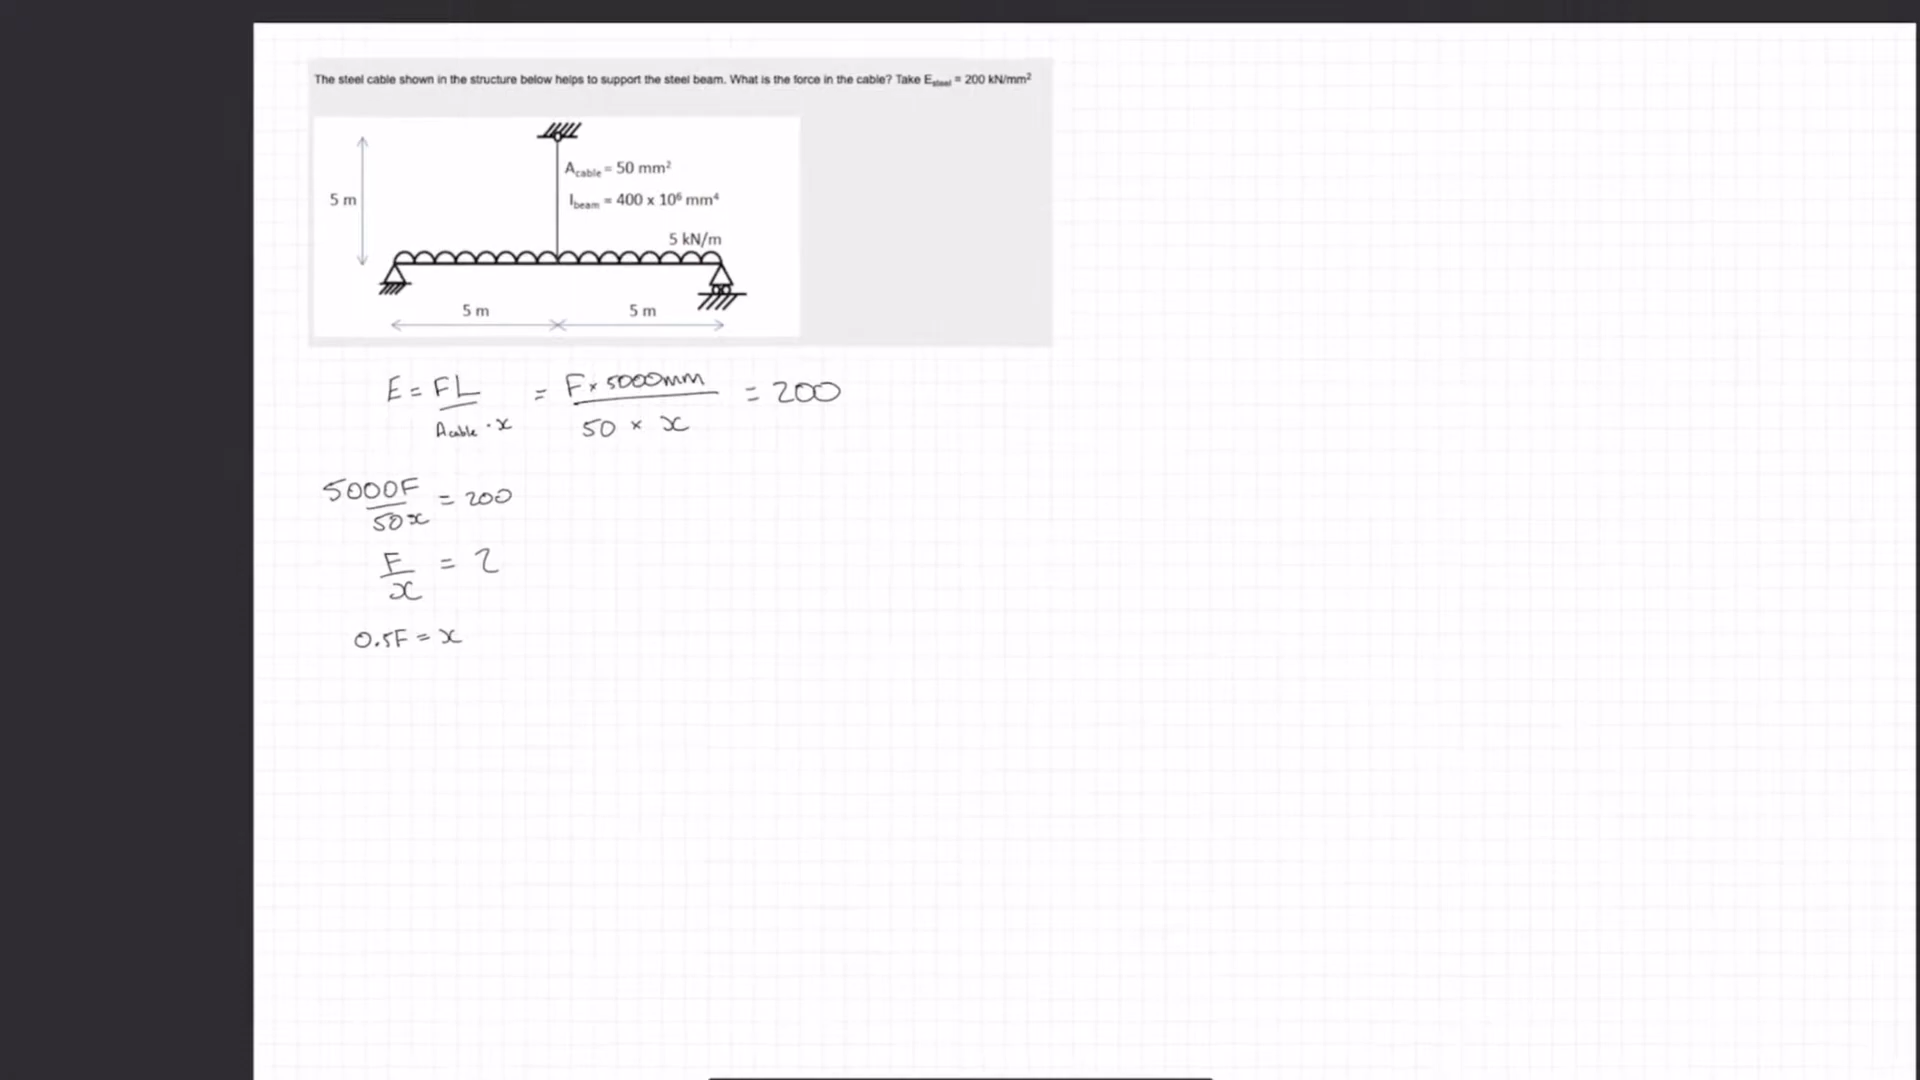 The steel cable shown in the structure below helps to support the steel beam. What is the force in the cable? Take Esteel = 200 kN/mm²
Acable = 50 mm²
5 m
Ibeam = 400 x 10⁶ mm⁴
5 kN/m
5 m
5 m
E = FL / Acable · x = F × 5000mm / 50 × x = 200
5000F / 50x = 200
F / x = 2
0.5F = x